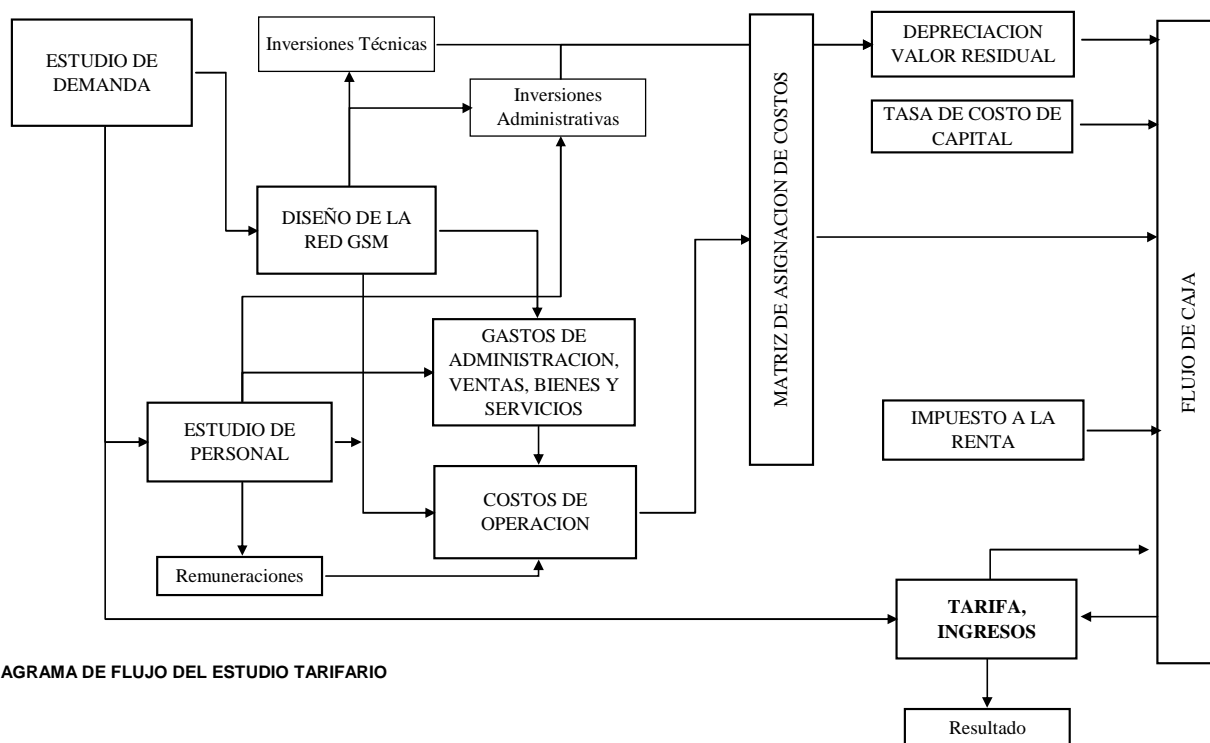 ESTUDIO DE
DEMANDA
Inversiones Técnicas
Inversiones
Administrativas
DISEÑO DE LA
RED GSM
GASTOS DE
ADMINISTRACION,
VENTAS, BIENES Y
SERVICIOS
ESTUDIO DE
PERSONAL
COSTOS DE
OPERACION
Remuneraciones
MATRIZ DE ASIGNACION DE COSTOS
DEPRECIACION
VALOR RESIDUAL
TASA DE COSTO DE
CAPITAL
IMPUESTO A LA
RENTA
FLUJO DE CAJA
TARIFA,
INGRESOS
Resultado
AGRAMA DE FLUJO DEL ESTUDIO TARIFARIO